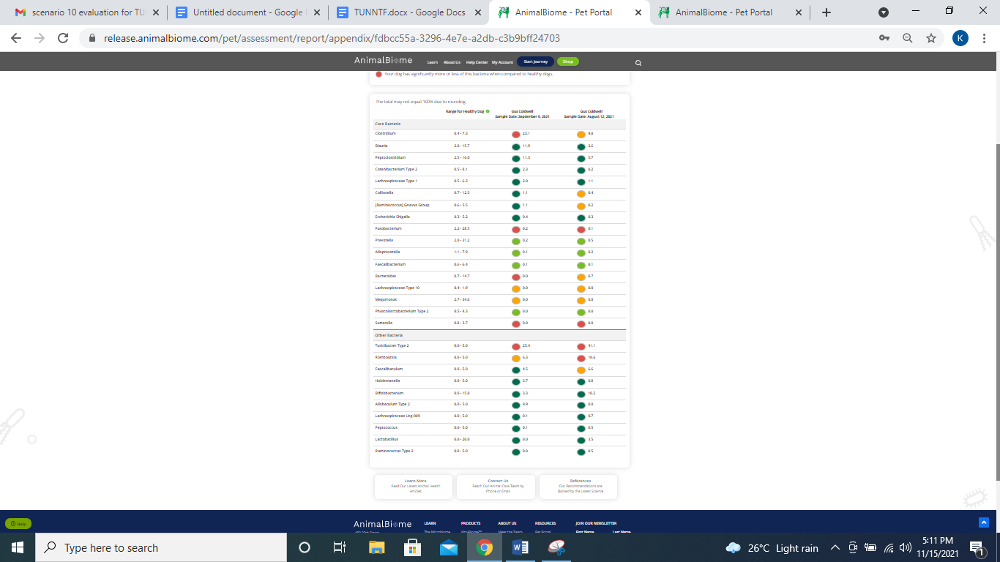 scenario 10 evaluation for TU
Untitled document - Google
TUNNTF.docx - Google Docs
AnimalBiome - Pet Portal
AnimalBiome - Pet Portal
release.animalbiome.com/pet/assessment/report/appendix/fdbcc55a-3296-4e7e-a2db-c3b9bff24703
K
AnimalBiome Learn About Us Help Center My Account Start Journey Shop
Your dog has significantly more or less of this bacteria when compared to healthy dogs.
The total may not equal 100% due to rounding
Range for Healthy Dog Gus Coldwell Gus Coldwell
Sample Date: September 9, 2021 Sample Date: August 12, 2021
Core Bacteria
Clostridium 0.4 - 7.3 23.1 9.8
Blautia 2.0 - 15.7 11.9 3.6
Peptoclostridium 2.5 - 16.0 11.3 5.7
Catenibacterium Type 2 0.5 - 8.1 2.3 0.2
Lachnospiraceae Type 1 0.5 - 6.3 2.0 1.1
Collinsella 0.7 - 12.3 1.1 0.4
[Ruminococcus] Gnavus Group 0.6 - 5.5 1.1 0.2
Escherichia Shigella 0.3 - 5.2 0.4 0.3
Fusobacterium 2.2 - 28.5 0.2 0.1
Prevotella 2.0 - 31.2 0.2 0.5
Alloprevotella 1.1 - 7.9 0.1 0.2
Faecalibacterium 0.6 - 6.4 0.1 0.1
Bacteroides 0.7 - 14.7 0.0 0.7
Lachnospiraceae Type 10 0.4 - 1.9 0.0 0.0
Megamonas 2.7 - 34.6 0.0 0.0
Phascolarctobacterium Type 2 0.5 - 4.3 0.0 0.0
Sutterella 0.8 - 3.7 0.0 0.0
Other Bacteria
Turicibacter Type 2 0.0 - 5.0 25.4 41.1
Romboutsia 0.0 - 5.0 6.3 10.6
Faecalibaculum 0.0 - 5.0 4.5 6.6
Holdemanella 0.0 - 5.0 3.7 0.8
Bifidobacterium 0.0 - 15.0 3.3 10.2
Allobaculum Type 2 0.0 - 5.0 0.9 0.0
Lachnospiraceae Ucg-009 0.0 - 5.0 0.1 0.7
Peptococcus 0.0 - 5.0 0.1 0.5
Lactobacillus 0.0 - 20.0 0.0 3.5
Ruminococcus Type 2 0.0 - 5.0 0.0 0.5
Learn More Contact Us References
Read Our Latest Animal Health Reach Our Animal Care Team by Our Recommendations are
Articles Phone or Email Backed by the Latest Science
Help
AnimalBiome LEARN PRODUCTS ABOUT US RESOURCES JOIN OUR NEWSLETTER
The Microbiome Meet the Team Pet Portal First Name Last Name
Type here to search
26°C Light rain
5:11 PM
11/15/2021
1